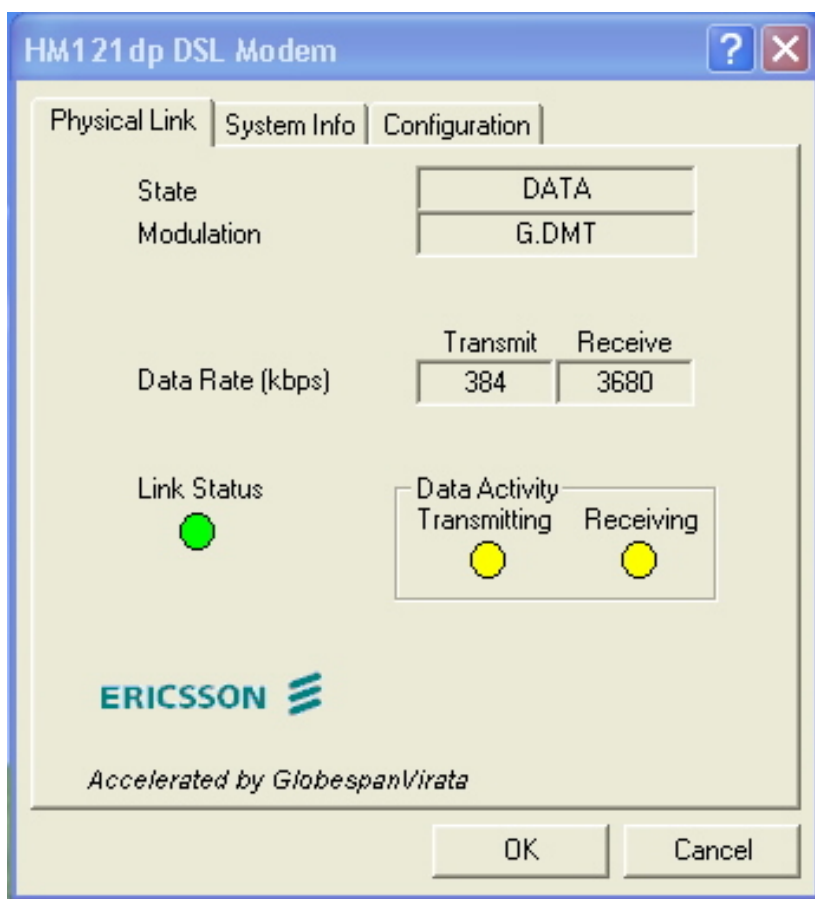 HM121dp DSL Modem
?
Physical Link System Info Configuration
State DATA
Modulation G.DMT
Transmit Receive
Data Rate (kbps) 384 3680
Link Status
Data Activity
Transmitting Receiving
ERICSSON
Accelerated by GlobespanVirata
OK Cancel